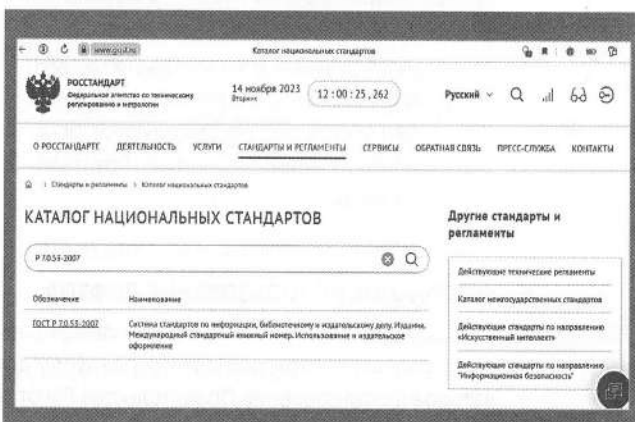 www.gost.ru
Каталог национальных стандартов
РОССТАНДАРТ
Федеральное агентство по техническому
регулированию и метрологии
14 ноября 2023
Вторник
12:00:25,262
Русский
О РОССТАНДАРТЕ ДЕЯТЕЛЬНОСТЬ УСЛУГИ СТАНДАРТЫ И РЕГЛАМЕНТЫ СЕРВИСЫ ОБРАТНАЯ СВЯЗЬ ПРЕСС-СЛУЖБА КОНТАКТЫ
Стандарты и регламенты > Каталог национальных стандартов
КАТАЛОГ НАЦИОНАЛЬНЫХ СТАНДАРТОВ
Р 7.0.53-2007
Обозначение Наименование
ГОСТ Р 7.0.53-2007 Система стандартов по информации, библиотечному и издательскому делу. Издания.
Международный стандартный книжный номер. Использование и издательское
оформление
Другие стандарты и
регламенты
Действующие технические регламенты
Каталог межгосударственных стандартов
Действующие стандарты по направлению
«Искусственный интеллект»
Действующие стандарты по направлению
"Информационная безопасность"